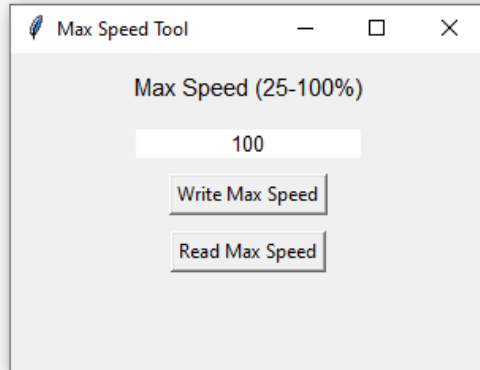 Max Speed Tool
Max Speed (25-100%)
100
Write Max Speed
Read Max Speed